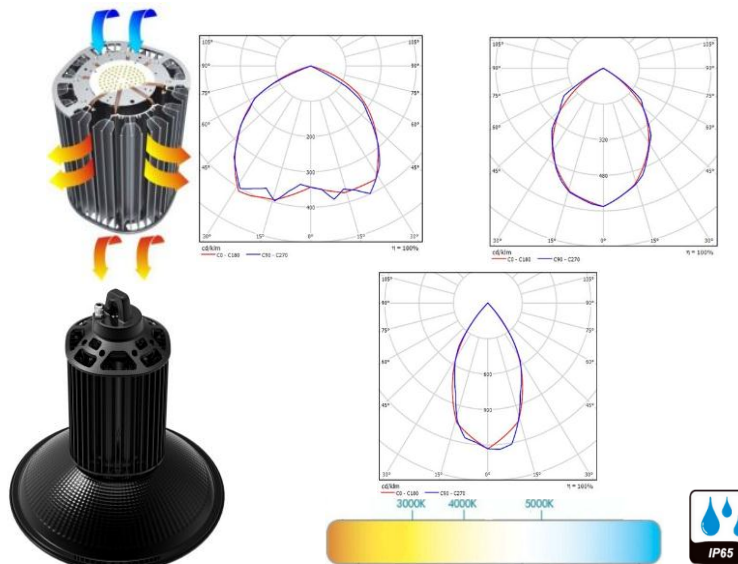 105° 105°
90° 90°
75° 75°
60° 60°
45° 45°
200
300
400
30° 15° 0° 15° 30°
cd/klm η = 100%
C0 - C180 C90 - C270
105° 105°
90° 90°
75° 75°
60° 60°
45° 45°
320
480
30° 15° 0° 15° 30°
cd/klm η = 100%
C0 - C180 C90 - C270
105° 105°
90° 90°
75° 75°
60° 60°
45° 45°
30° 15° 0° 15° 30°
cd/klm
C0 - C180 C90 - C270
3000K 4000K 5000K
IP65